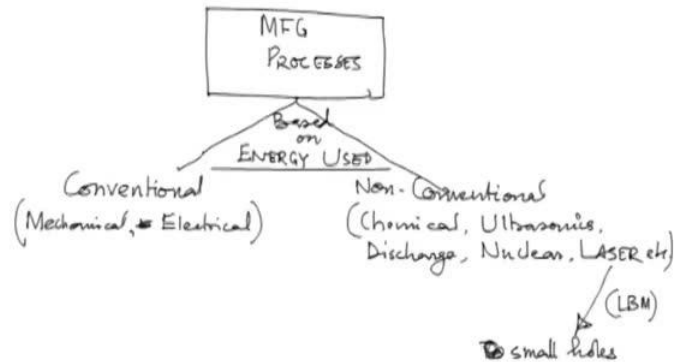 MFG
PROCESSES
Based
on
ENERGY USED
Conventional
Non-Conventional
(Mechanical, Electrical)
(Chemical, Ultrasonics,
Discharge, Nuclear, LASER etc)
(LBM)
small holes